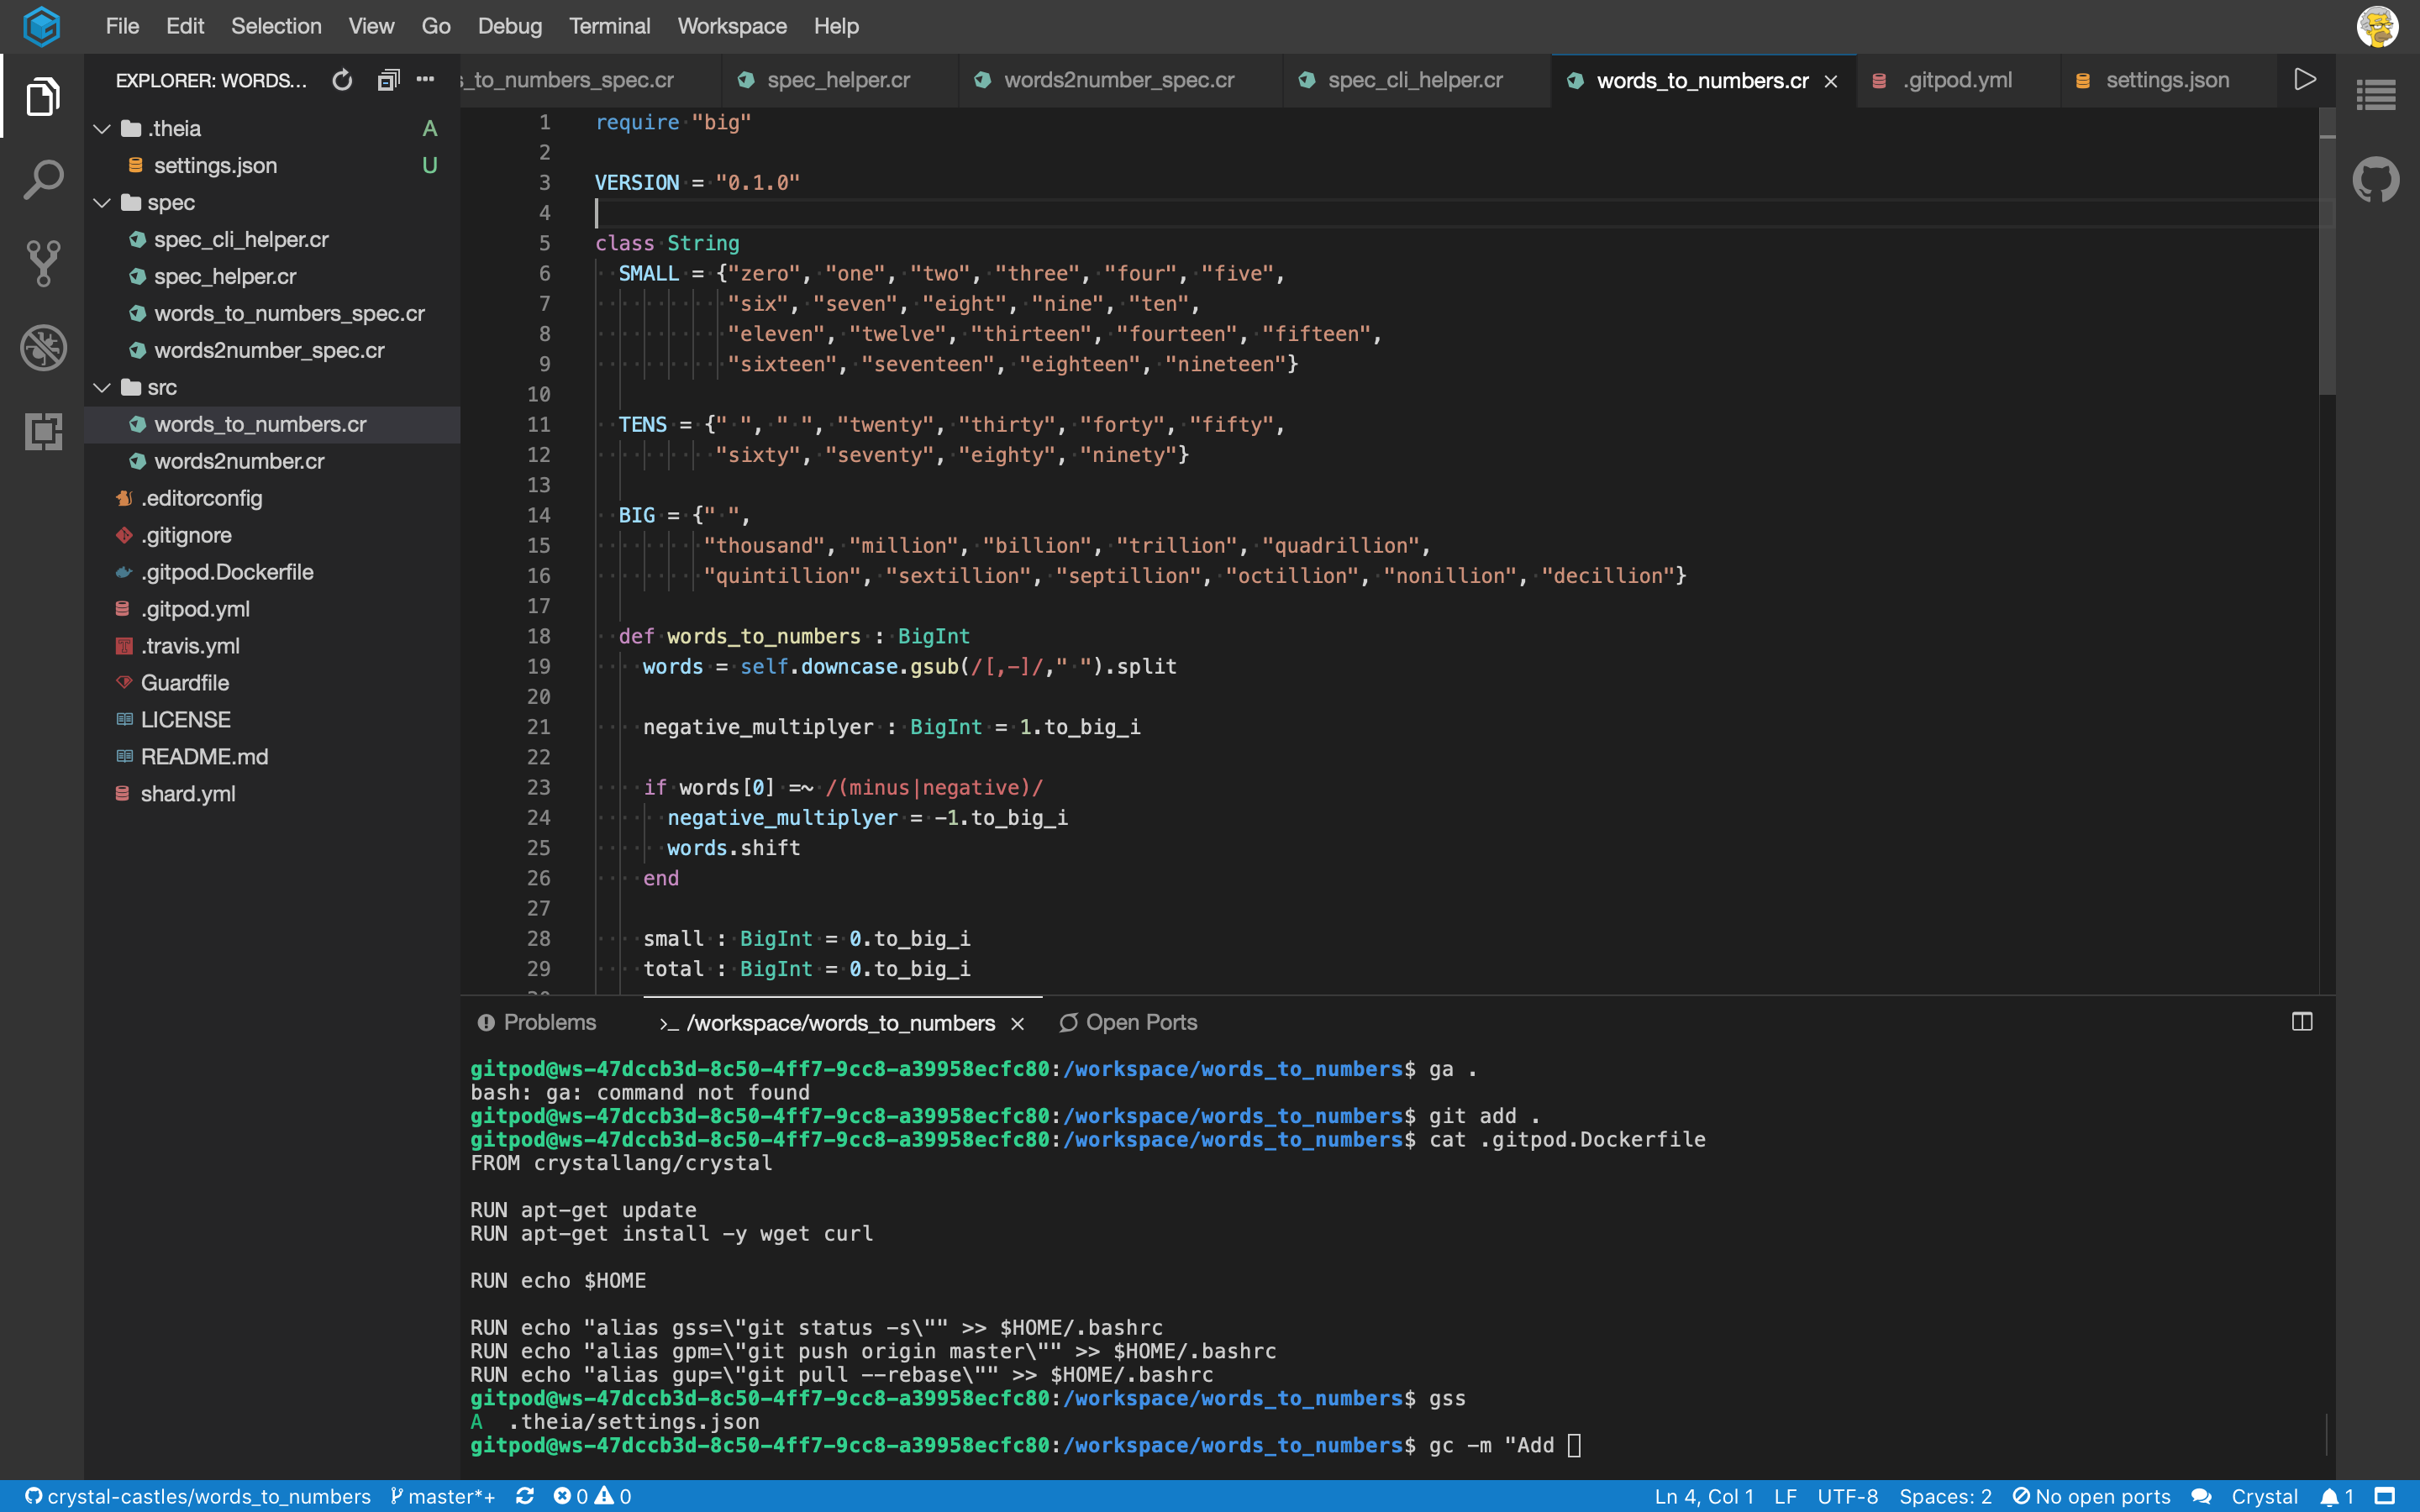 File Edit Selection View Go Debug Terminal Workspace Help
EXPLORER: WORDS...
.theia A
settings.json U
spec
spec_cli_helper.cr
spec_helper.cr
words_to_numbers_spec.cr
words2number_spec.cr
src
words_to_numbers.cr
words2number.cr
.editorconfig
.gitignore
.gitpod.Dockerfile
.gitpod.yml
.travis.yml
Guardfile
LICENSE
README.md
shard.yml
s_to_numbers_spec.cr spec_helper.cr words2number_spec.cr spec_cli_helper.cr words_to_numbers.cr .gitpod.yml settings.json
1 require "big"
2
3 VERSION = "0.1.0"
4
5 class String
6 SMALL = {"zero", "one", "two", "three", "four", "five",
7 "six", "seven", "eight", "nine", "ten",
8 "eleven", "twelve", "thirteen", "fourteen", "fifteen",
9 "sixteen", "seventeen", "eighteen", "nineteen"}
10
11 TENS = {" ", " ", "twenty", "thirty", "forty", "fifty",
12 "sixty", "seventy", "eighty", "ninety"}
13
14 BIG = {" ",
15 "thousand", "million", "billion", "trillion", "quadrillion",
16 "quintillion", "sextillion", "septillion", "octillion", "nonillion", "decillion"}
17
18 def words_to_numbers : BigInt
19 words = self.downcase.gsub(/[,-]/," ").split
20
21 negative_multiplyer : BigInt = 1.to_big_i
22
23 if words[0] =~ /(minus|negative)/
24 negative_multiplyer = -1.to_big_i
25 words.shift
26 end
27
28 small : BigInt = 0.to_big_i
29 total : BigInt = 0.to_big_i
Problems >_ /workspace/words_to_numbers Open Ports
gitpod@ws-47dccb3d-8c50-4ff7-9cc8-a39958ecfc80:/workspace/words_to_numbers$ ga .
bash: ga: command not found
gitpod@ws-47dccb3d-8c50-4ff7-9cc8-a39958ecfc80:/workspace/words_to_numbers$ git add .
gitpod@ws-47dccb3d-8c50-4ff7-9cc8-a39958ecfc80:/workspace/words_to_numbers$ cat .gitpod.Dockerfile
FROM crystallang/crystal
RUN apt-get update
RUN apt-get install -y wget curl
RUN echo $HOME
RUN echo "alias gss=\"git status -s\"" >> $HOME/.bashrc
RUN echo "alias gpm=\"git push origin master\"" >> $HOME/.bashrc
RUN echo "alias gup=\"git pull --rebase\"" >> $HOME/.bashrc
gitpod@ws-47dccb3d-8c50-4ff7-9cc8-a39958ecfc80:/workspace/words_to_numbers$ gss
A .theia/settings.json
gitpod@ws-47dccb3d-8c50-4ff7-9cc8-a39958ecfc80:/workspace/words_to_numbers$ gc -m "Add
crystal-castles/words_to_numbers master*+ 0 0 Ln 4, Col 1 LF UTF-8 Spaces: 2 No open ports Crystal 1